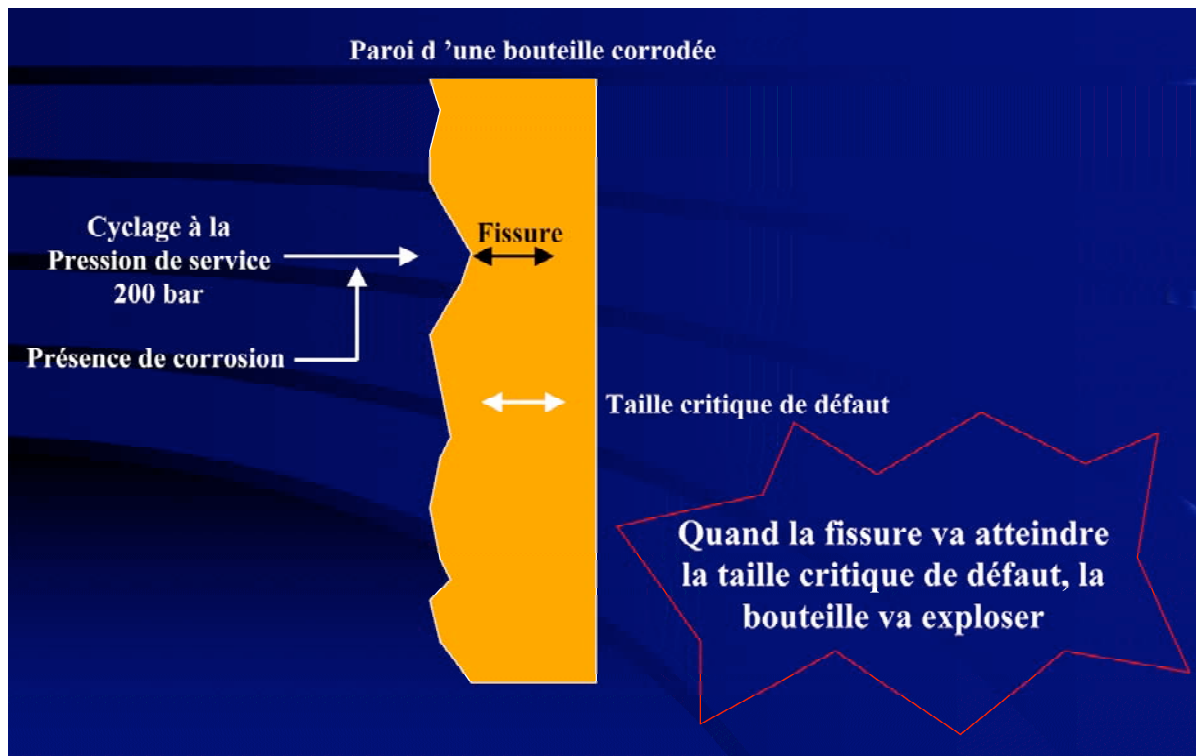 Paroi d ’une bouteille corrodée
Cyclage à la
Pression de service
200 bar
Fissure
Présence de corrosion
Taille critique de défaut
Quand la fissure va atteindre
la taille critique de défaut, la
bouteille va exploser